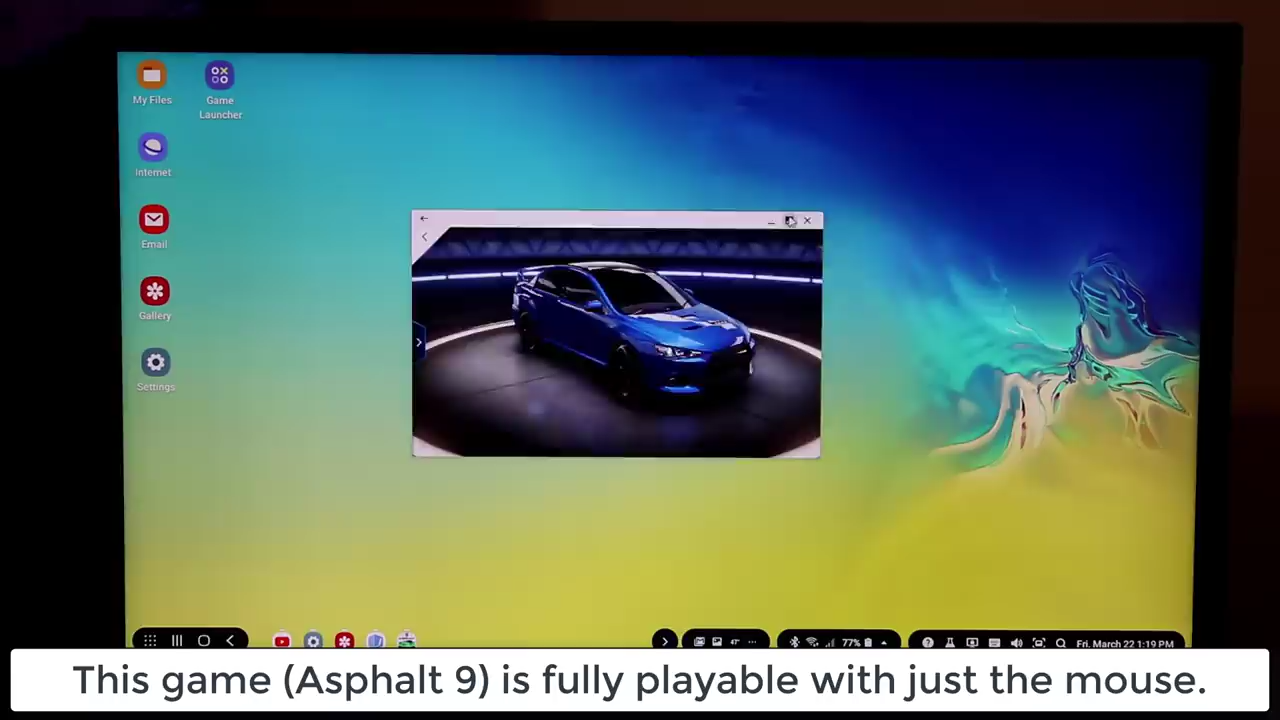 My Files
Game
Launcher
Internet
Email
Gallery
Settings
77%
Fri, March 22 1:19 PM
This game (Asphalt 9) is fully playable with just the mouse.